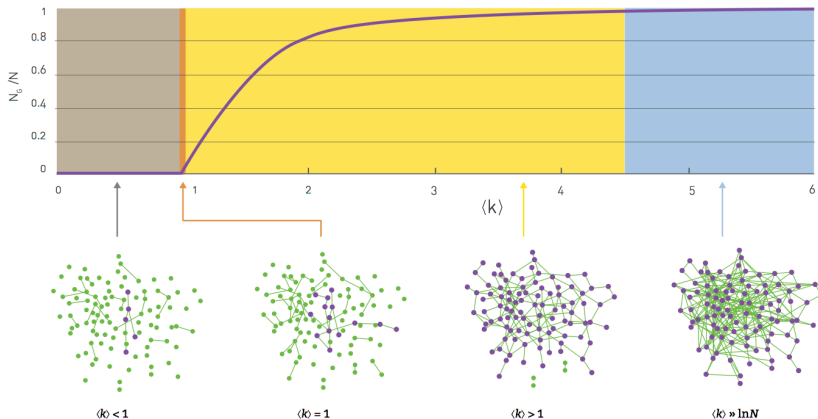 1
0.8
0.6
0.4
0.2
0
N_G/N
0 1 2 3 4 5 6
⟨k⟩
⟨k⟩ < 1
⟨k⟩ = 1
⟨k⟩ > 1
⟨k⟩ » lnN